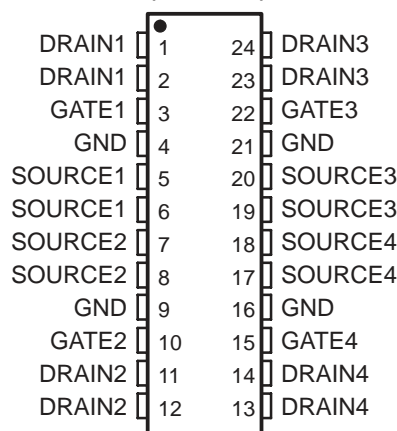 DRAIN1 1 24 DRAIN3
DRAIN1 2 23 DRAIN3
GATE1 3 22 GATE3
GND 4 21 GND
SOURCE1 5 20 SOURCE3
SOURCE1 6 19 SOURCE3
SOURCE2 7 18 SOURCE4
SOURCE2 8 17 SOURCE4
GND 9 16 GND
GATE2 10 15 GATE4
DRAIN2 11 14 DRAIN4
DRAIN2 12 13 DRAIN4